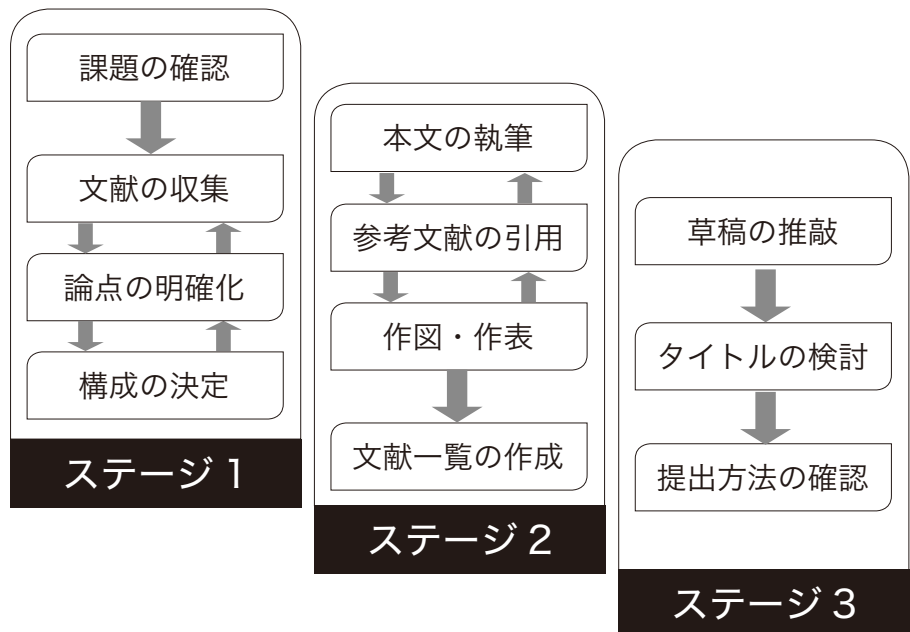 課題の確認
文献の収集
論点の明確化
構成の決定
ステージ 1
本文の執筆
参考文献の引用
作図・作表
文献一覧の作成
ステージ 2
草稿の推敲
タイトルの検討
提出方法の確認
ステージ 3